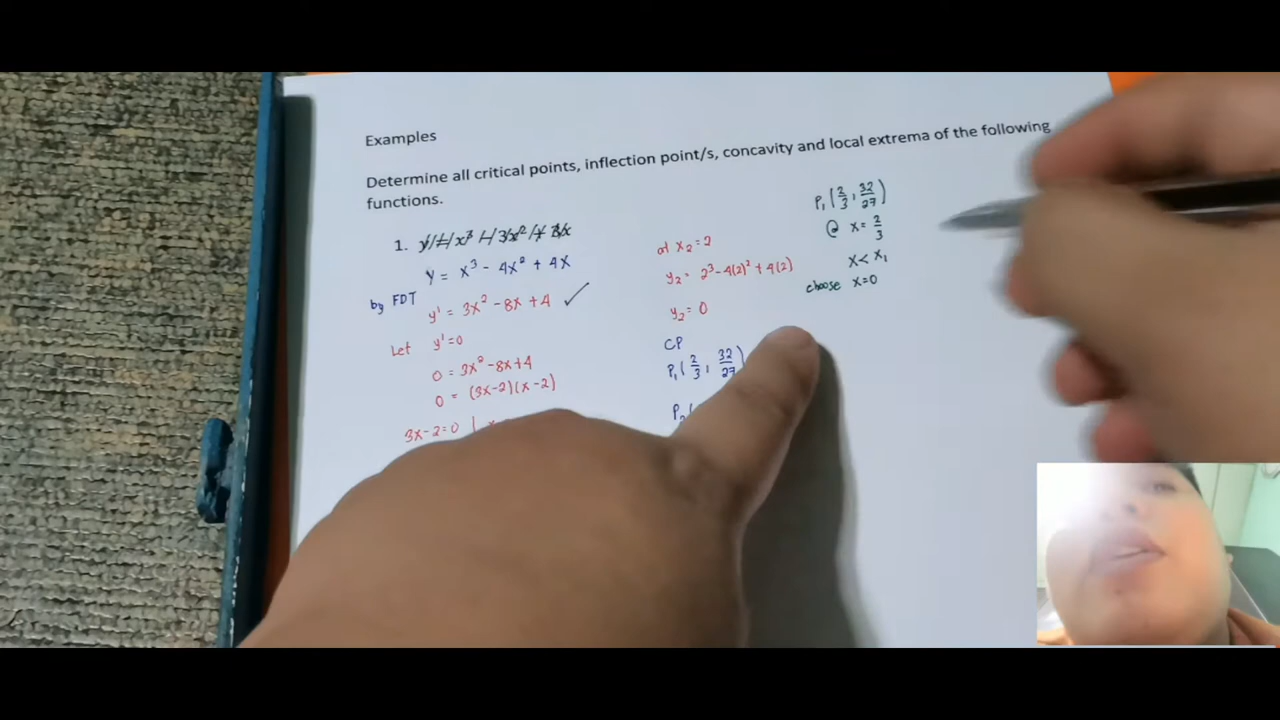 Examples
Determine all critical points, inflection point/s, concavity and local extrema of the following
functions.
1.
y = x³ - 4x² + 4x
by FDT
y' = 3x² - 8x + 4 ✓
Let y' = 0
0 = 3x² - 8x + 4
0 = (3x-2)(x-2)
3x-2=0 |
at x₂ = 2
y₂ = 2³ - 4(2)² + 4(2)
y₂ = 0
CP
P₁(2/3, 32/27)
P₂(
P₁(2/3, 32/27)
@ x = 2/3
x < x₁
choose x=0